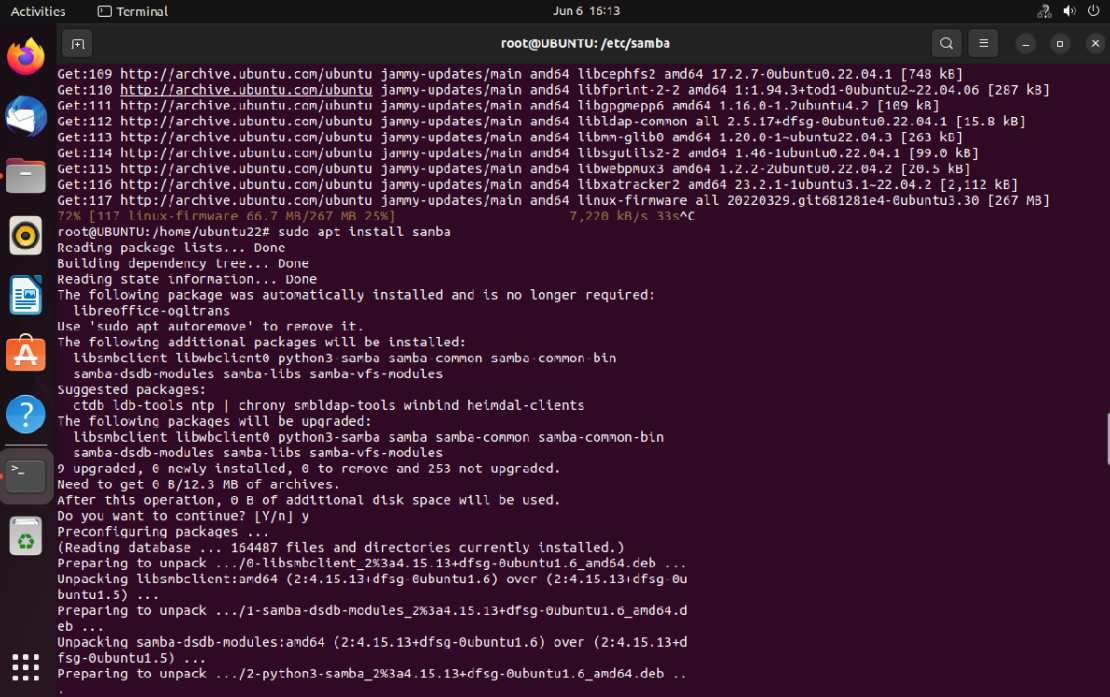 Activities
Terminal
Jun 6 16:13
root@UBUNTU: /etc/samba
Get:109 http://archive.ubuntu.com/ubuntu jammy-updates/main amd64 libcephfs2 amd64 17.2.7-0ubuntu0.22.04.1 [748 kB]
Get:110 http://archive.ubuntu.com/ubuntu jammy-updates/main amd64 libfprint-2-2 amd64 1:1.94.3+tod1-0ubuntu2~22.04.06 [287 kB]
Get:111 http://archive.ubuntu.com/ubuntu jammy-updates/main amd64 libgpgmepp6 amd64 1.16.0-1.2ubuntu4.2 [109 kB]
Get:112 http://archive.ubuntu.com/ubuntu jammy-updates/main amd64 libldap-common all 2.5.17+dfsg-0ubuntu0.22.04.1 [15.8 kB]
Get:113 http://archive.ubuntu.com/ubuntu jammy-updates/main amd64 libmm-glib0 amd64 1.20.0-1~ubuntu22.04.3 [263 kB]
Get:114 http://archive.ubuntu.com/ubuntu jammy-updates/main amd64 libsgutils2-2 amd64 1.46-1ubuntu0.22.04.1 [99.0 kB]
Get:115 http://archive.ubuntu.com/ubuntu jammy-updates/main amd64 libwebpmux3 amd64 1.2.2-2ubuntu0.22.04.2 [20.5 kB]
Get:116 http://archive.ubuntu.com/ubuntu jammy-updates/main amd64 libxatracker2 amd64 23.2.1-1ubuntu3.1~22.04.2 [2,112 kB]
Get:117 http://archive.ubuntu.com/ubuntu jammy-updates/main amd64 linux-firmware all 20220329.git681281e4-0ubuntu3.30 [267 MB]
72% [117 linux-firmware 66.7 MB/267 MB 25%] 7,220 kB/s 33s^C
root@UBUNTU:/home/ubuntu22# sudo apt install samba
Reading package lists... Done
Building dependency tree... Done
Reading state information... Done
The following package was automatically installed and is no longer required:
libreoffice-ogltrans
Use 'sudo apt autoremove' to remove it.
The following additional packages will be installed:
libsmbclient libwbclient0 python3-samba samba-common samba-common-bin
samba-dsdb-modules samba-libs samba-vfs-modules
Suggested packages:
ctdb ldb-tools ntp | chrony smbldap-tools winbind heimdal-clients
The following packages will be upgraded:
libsmbclient libwbclient0 python3-samba samba samba-common samba-common-bin
samba-dsdb-modules samba-libs samba-vfs-modules
9 upgraded, 0 newly installed, 0 to remove and 253 not upgraded.
Need to get 0 B/12.3 MB of archives.
After this operation, 0 B of additional disk space will be used.
Do you want to continue? [Y/n] y
Preconfiguring packages ...
(Reading database ... 164487 files and directories currently installed.)
Preparing to unpack .../0-libsmbclient_2%3a4.15.13+dfsg-0ubuntu1.6_amd64.deb ...
Unpacking libsmbclient:amd64 (2:4.15.13+dfsg-0ubuntu1.6) over (2:4.15.13+dfsg-0u
buntu1.5) ...
Preparing to unpack .../1-samba-dsdb-modules_2%3a4.15.13+dfsg-0ubuntu1.6_amd64.d
eb ...
Unpacking samba-dsdb-modules:amd64 (2:4.15.13+dfsg-0ubuntu1.6) over (2:4.15.13+d
fsg-0ubuntu1.5) ...
Preparing to unpack .../2-python3-samba_2%3a4.15.13+dfsg-0ubuntu1.6_amd64.deb ..
.